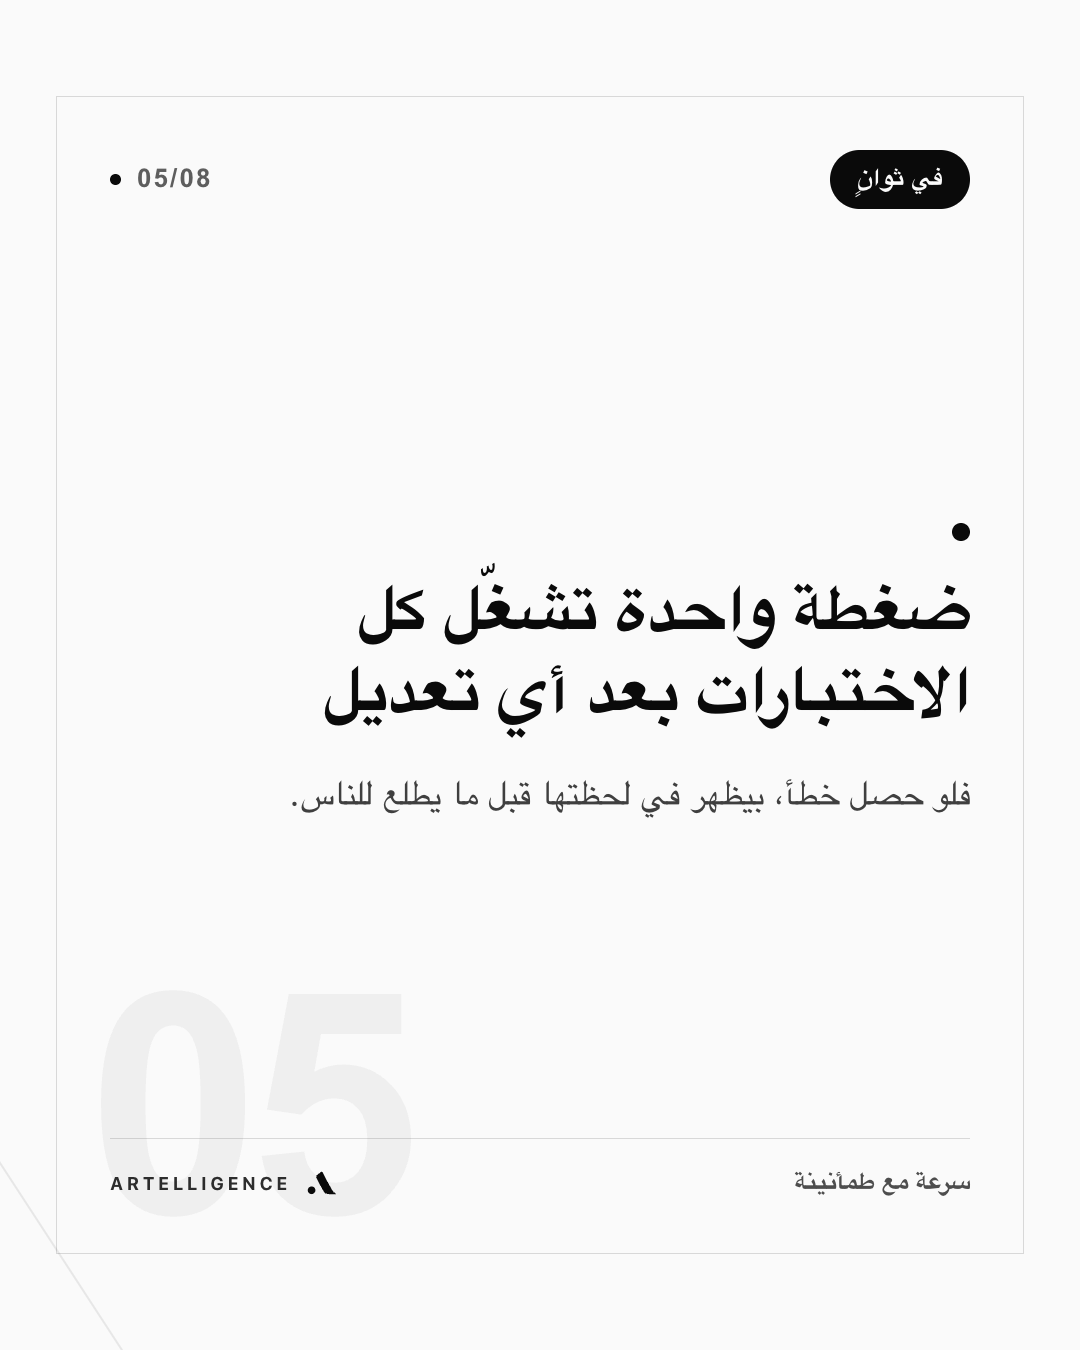 في ثوانٍ
05/08
ضغطة واحدة تشغّل كل
الاختبارات بعد أي تعديل
فلو حصل خطأ، بيظهر في لحظتها قبل ما يطلع للناس.
05
سرعة مع طمأنينة
ARTELLIGENCE